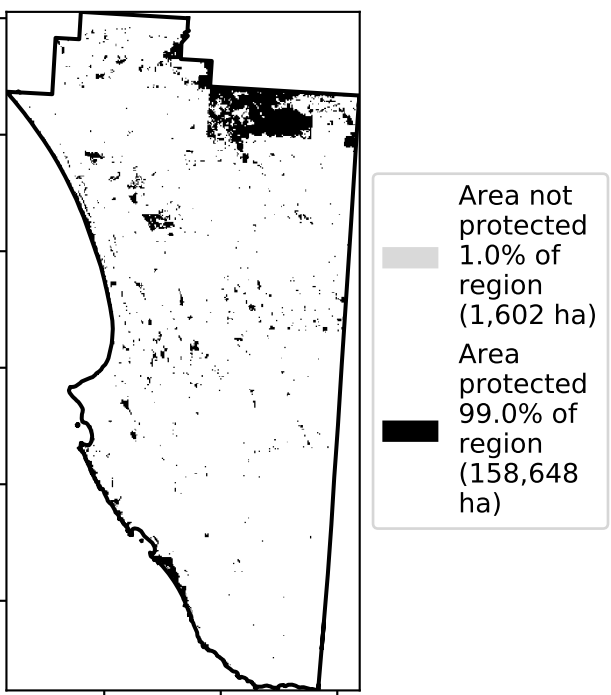 Area not
protected
1.0% of
region
(1,602 ha)
Area
protected
99.0% of
region
(158,648
ha)